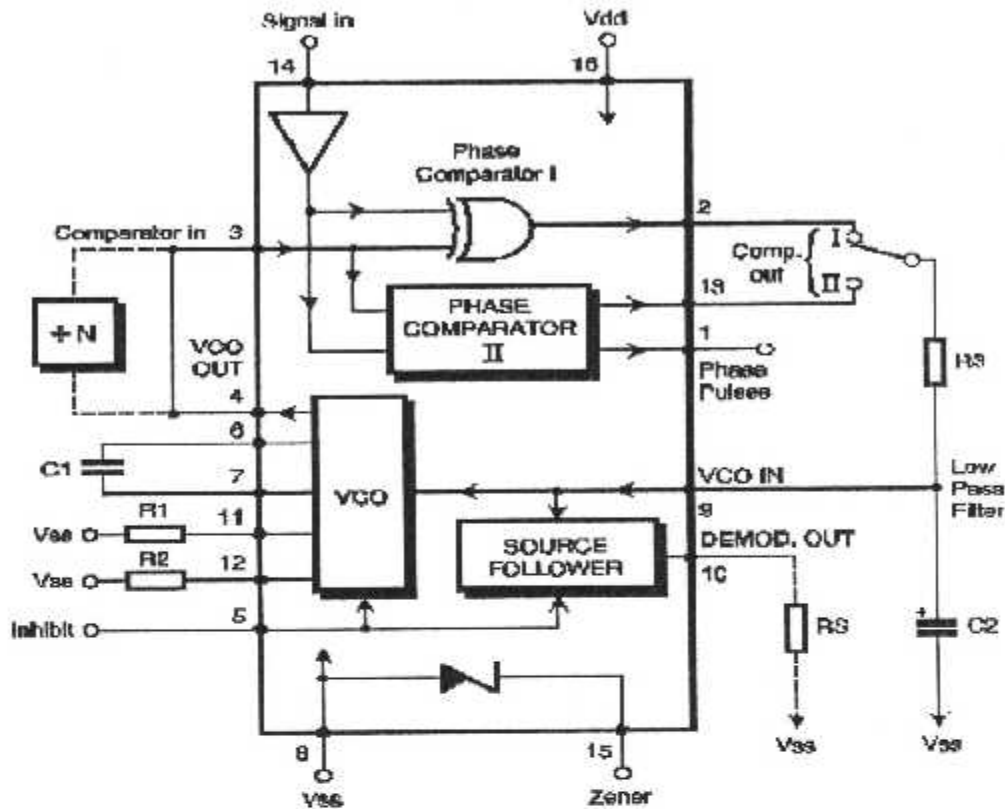 Signal in
Vdd
14
16
Phase
Comparator I
2
Comparator in
3
I
Comp.
out
II
13
÷ N
PHASE
COMPARATOR
II
1
Phase
Pulses
R3
VCO
OUT
4
6
C1
7
VCO
VCO IN
9
Low
Pass
Filter
R1
Vss
11
SOURCE
FOLLOWER
DEMOD. OUT
10
R2
Vss
12
Inhibit
5
RS
+
C2
8
15
Vss
Vss
Vss
Zener